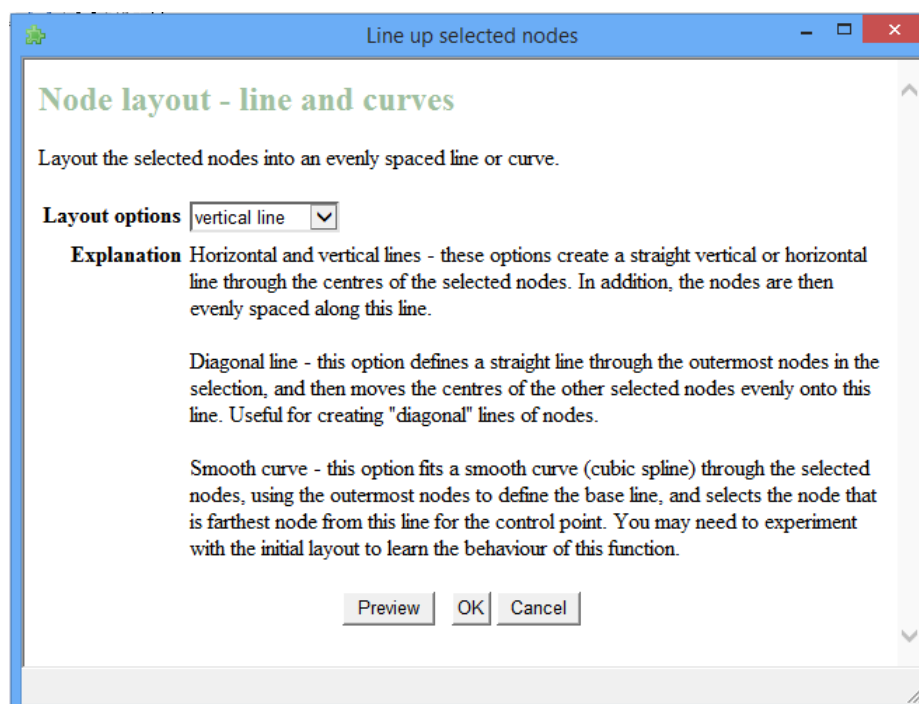 Line up selected nodes
Node layout - line and curves
Layout the selected nodes into an evenly spaced line or curve.
Layout options vertical line
Explanation Horizontal and vertical lines - these options create a straight vertical or horizontal
line through the centres of the selected nodes. In addition, the nodes are then
evenly spaced along this line.
Diagonal line - this option defines a straight line through the outermost nodes in the
selection, and then moves the centres of the other selected nodes evenly onto this
line. Useful for creating "diagonal" lines of nodes.
Smooth curve - this option fits a smooth curve (cubic spline) through the selected
nodes, using the outermost nodes to define the base line, and selects the node that
is farthest node from this line for the control point. You may need to experiment
with the initial layout to learn the behaviour of this function.
Preview OK Cancel